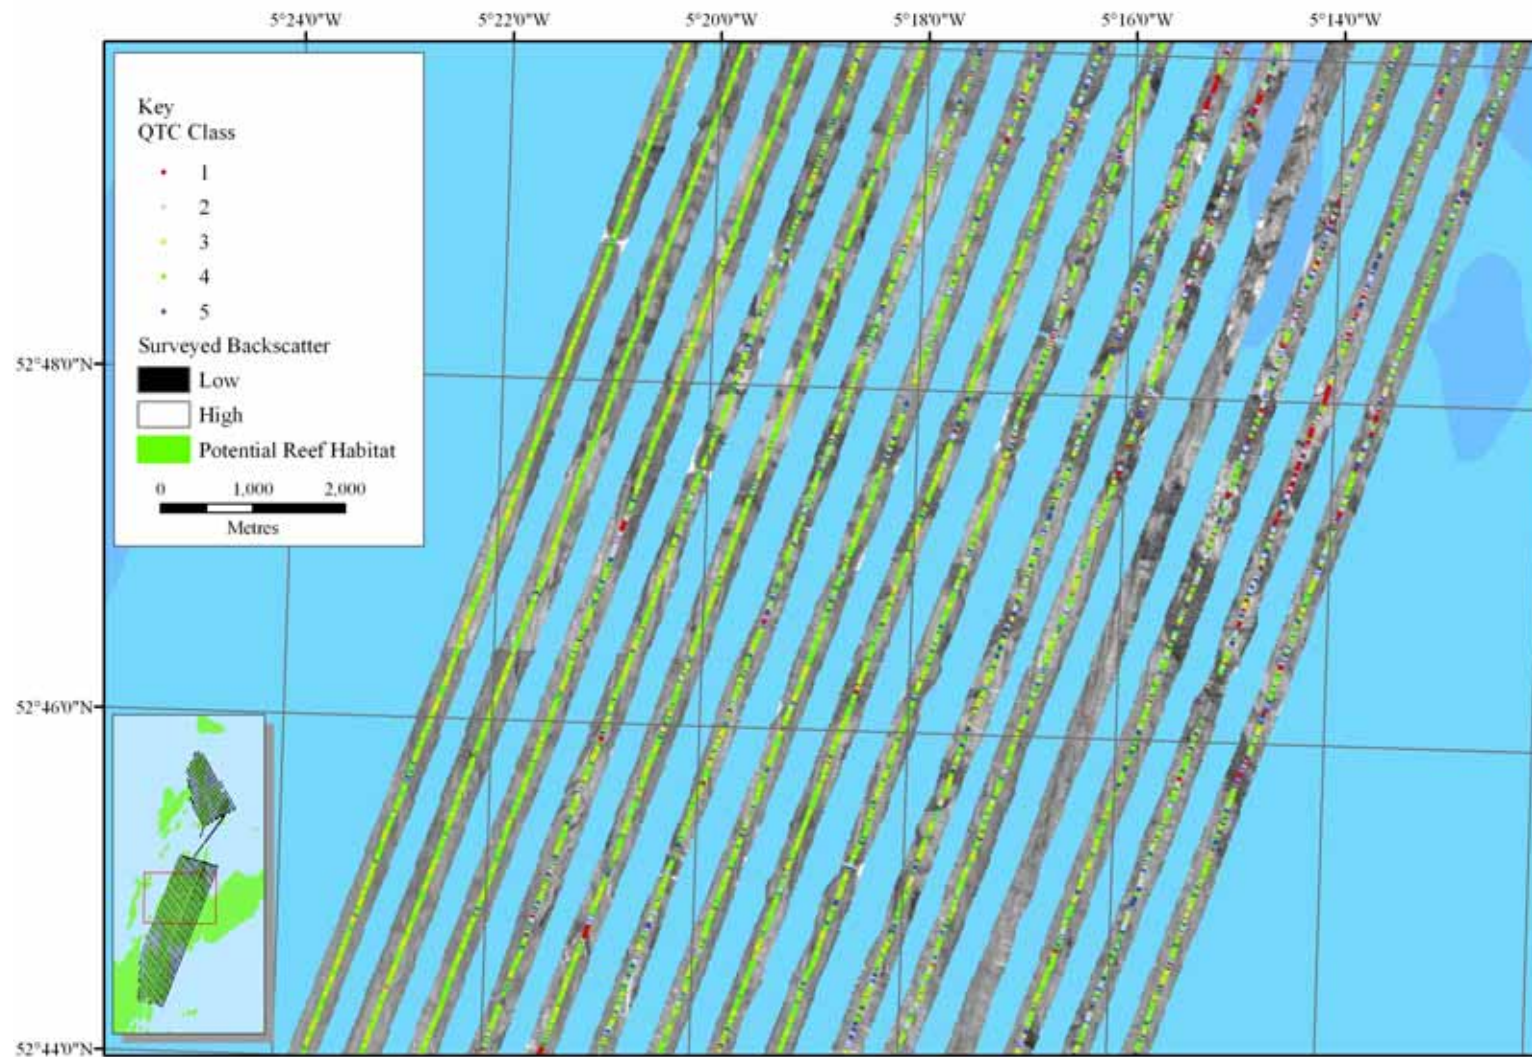 5°24'0"W 5°22'0"W 5°20'0"W 5°18'0"W 5°16'0"W 5°14'0"W
Key
QTC Class
1
2
3
4
5
Surveyed Backscatter
Low
High
Potential Reef Habitat
0 1,000 2,000
Metres
52°48'0"N
52°46'0"N
52°44'0"N